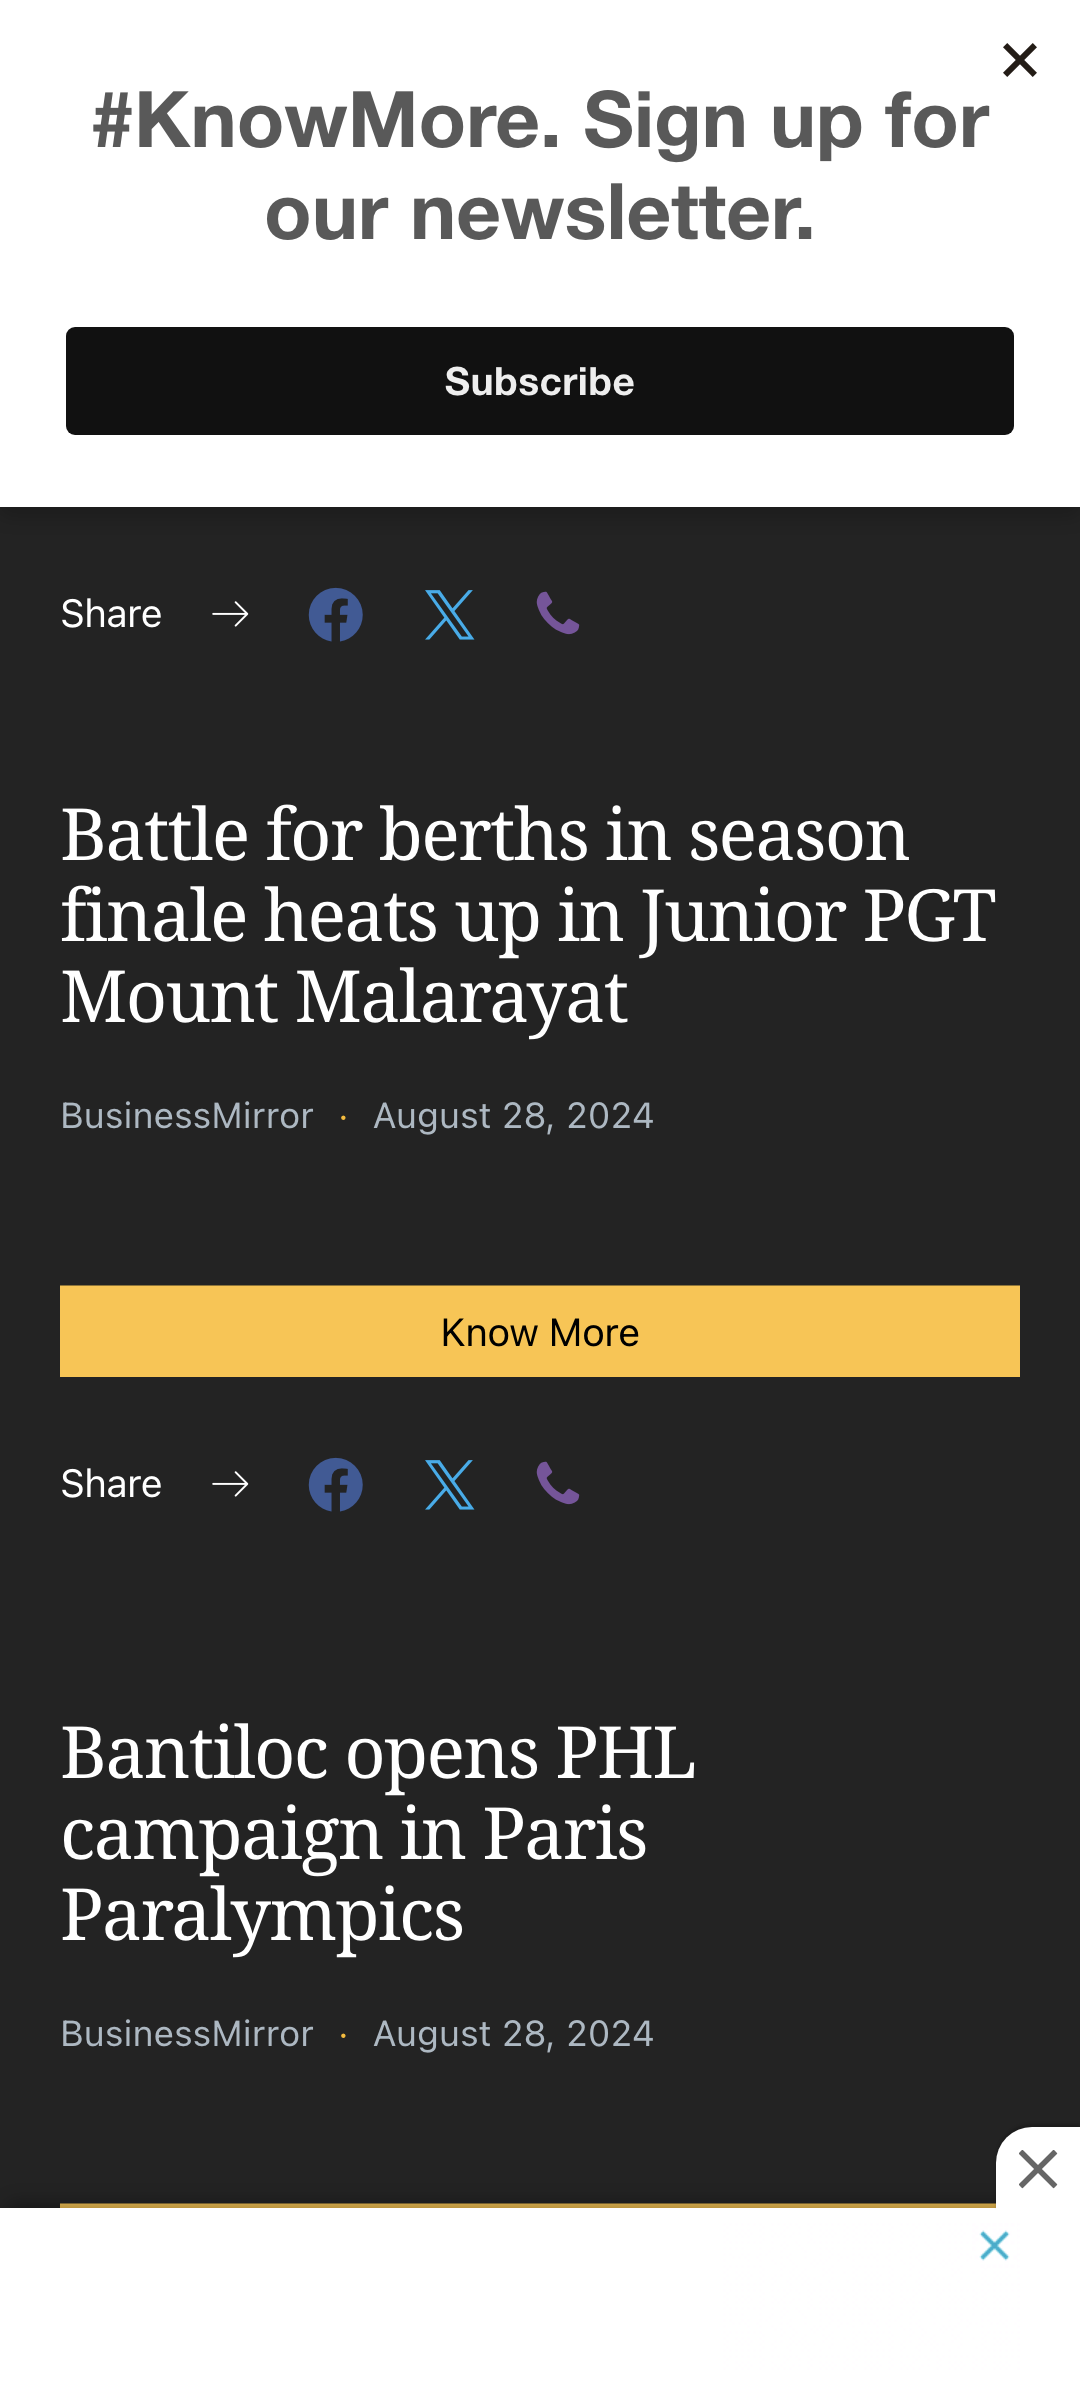 #KnowMore. Sign up for
our newsletter.
Subscribe
Share
Battle for berths in season
finale heats up in Junior PGT
Mount Malarayat
BusinessMirror · August 28, 2024
Know More
Share
Bantiloc opens PHL
campaign in Paris
Paralympics
BusinessMirror · August 28, 2024